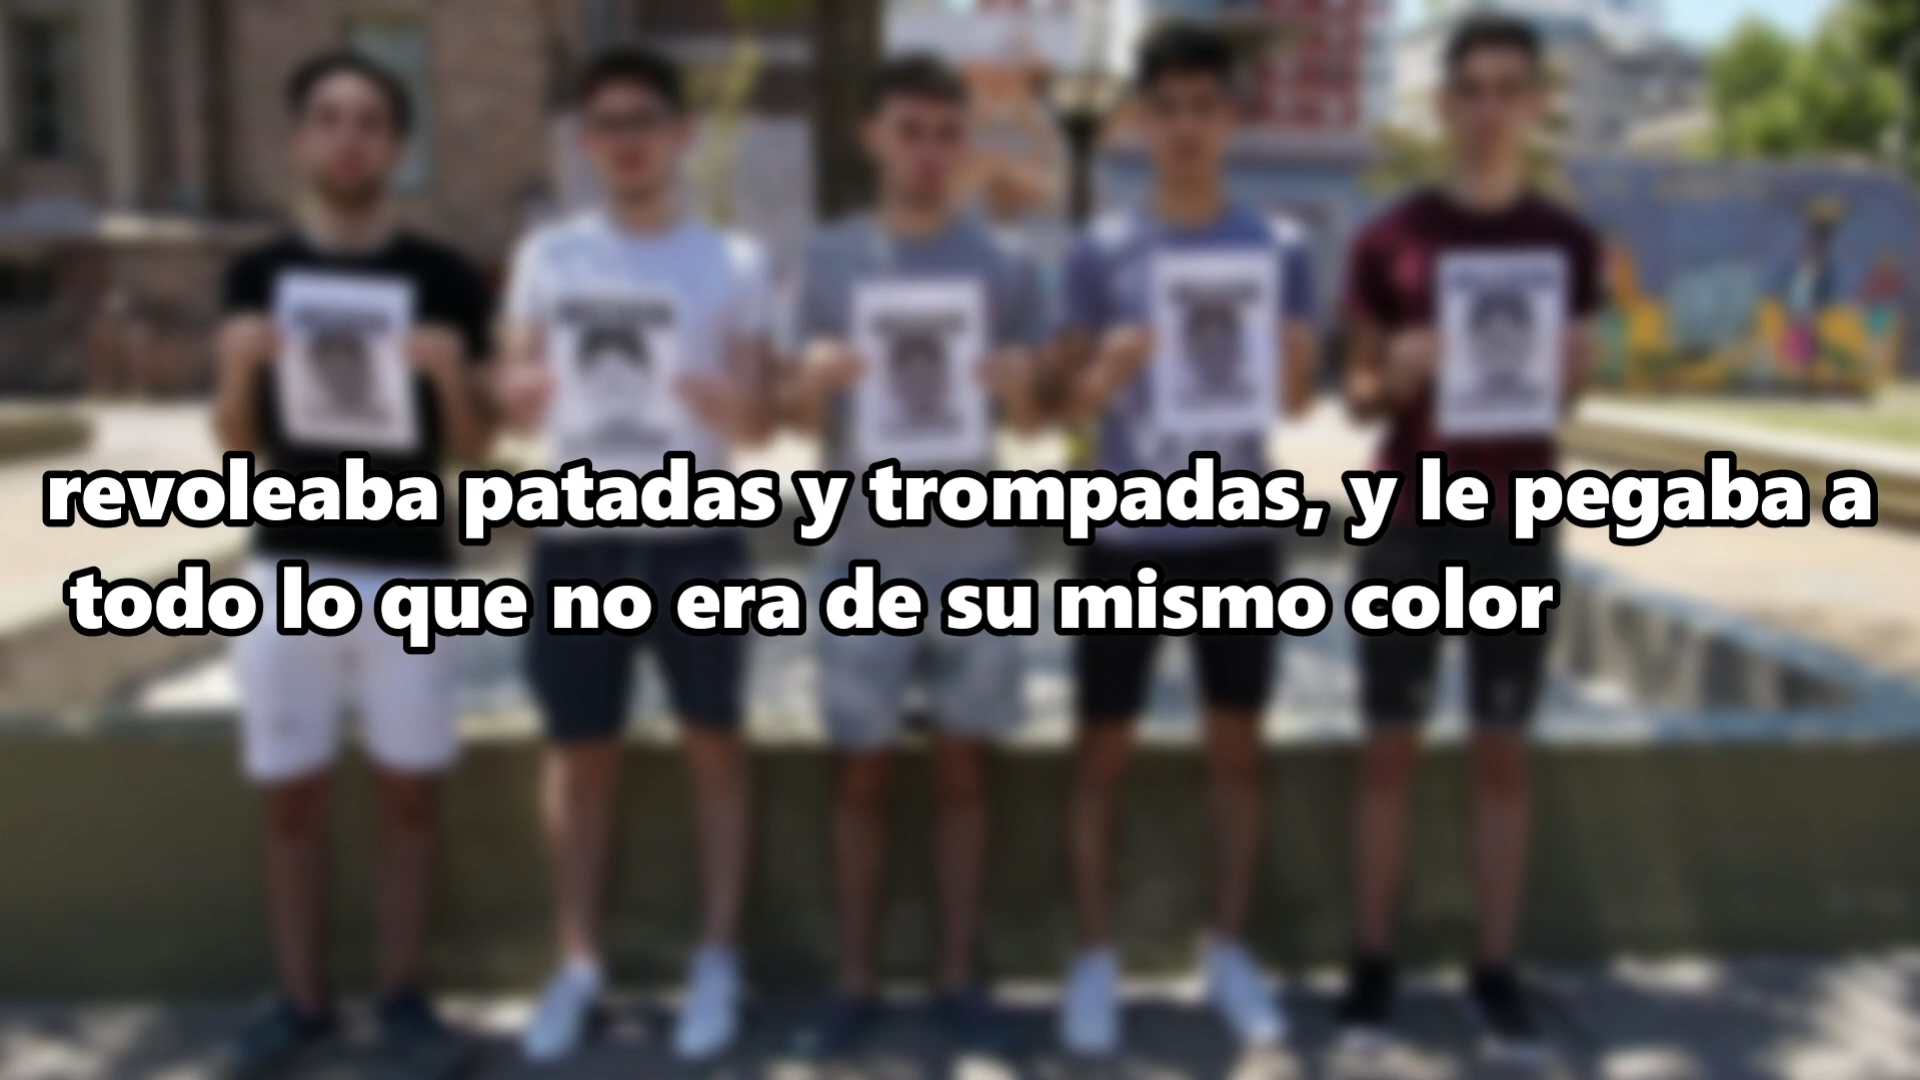 revoleaba patadas y trompadas, y le pegaba a
todo lo que no era de su mismo color